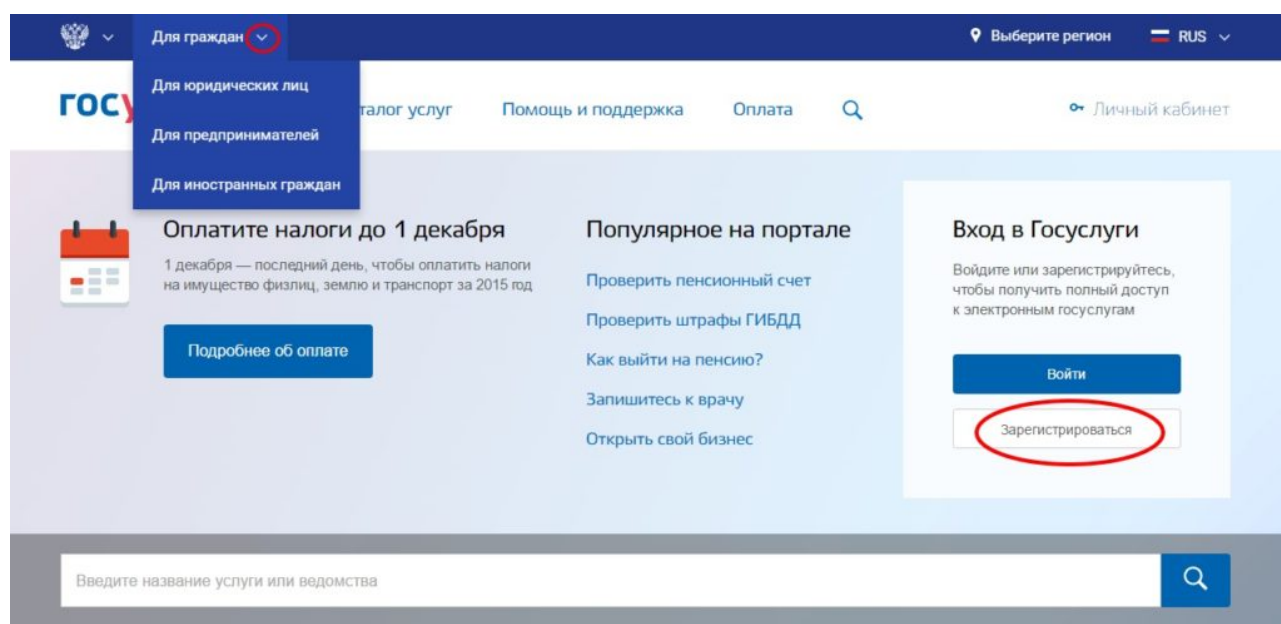 Для граждан
Выберите регион
RUS
Для юридических лиц
Для предпринимателей
Для иностранных граждан
гос
талог услуг
Помощь и поддержка
Оплата
Личный кабинет
Оплатите налоги до 1 декабря
1 декабря — последний день, чтобы оплатить налоги
на имущество физлиц, землю и транспорт за 2015 год
Подробнее об оплате
Популярное на портале
Проверить пенсионный счет
Проверить штрафы ГИБДД
Как выйти на пенсию?
Запишитесь к врачу
Открыть свой бизнес
Вход в Госуслуги
Войдите или зарегистрируйтесь,
чтобы получить полный доступ
к электронным госуслугам
Войти
Зарегистрироваться
Введите название услуги или ведомства